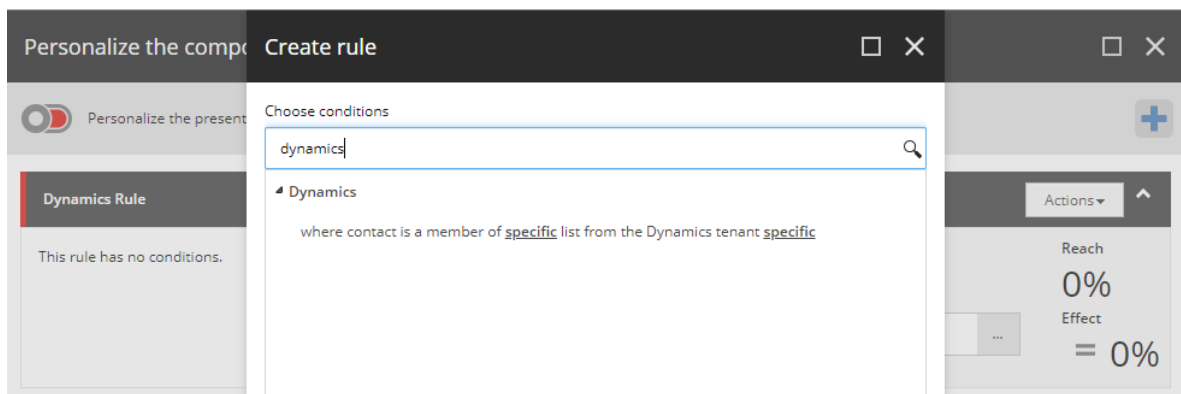 Personalize the compo
Create rule
Personalize the present
Choose conditions
dynamics
Dynamics
where contact is a member of specific list from the Dynamics tenant specific
Dynamics Rule
Actions
This rule has no conditions.
Reach
0%
Effect
...
= 0%